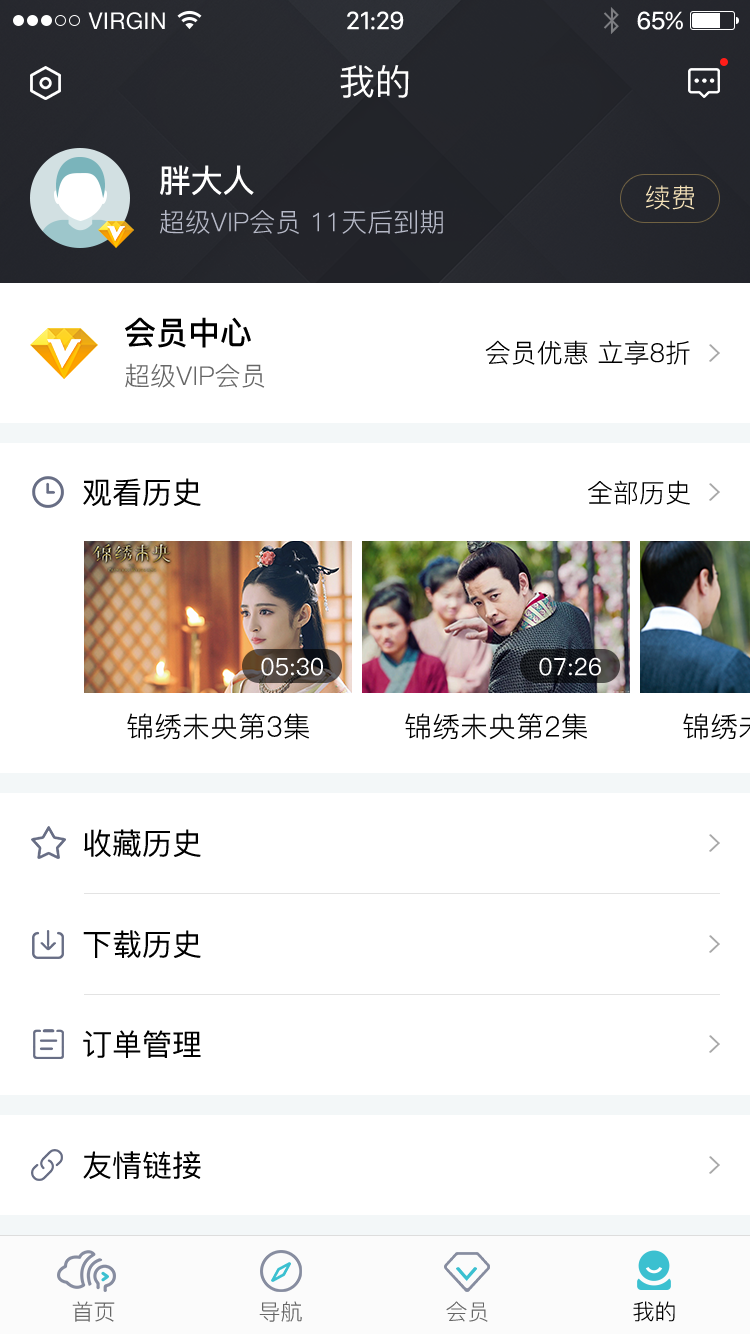 VIRGIN 21:29 65%
我的
胖大人
超级VIP会员 11天后到期
续费
会员中心
超级VIP会员
会员优惠 立享8折
观看历史
全部历史
锦绣未央
05:30
07:26
锦绣未央第3集
锦绣未央第2集
锦绣
收藏历史
下载历史
订单管理
友情链接
首页
导航
会员
我的